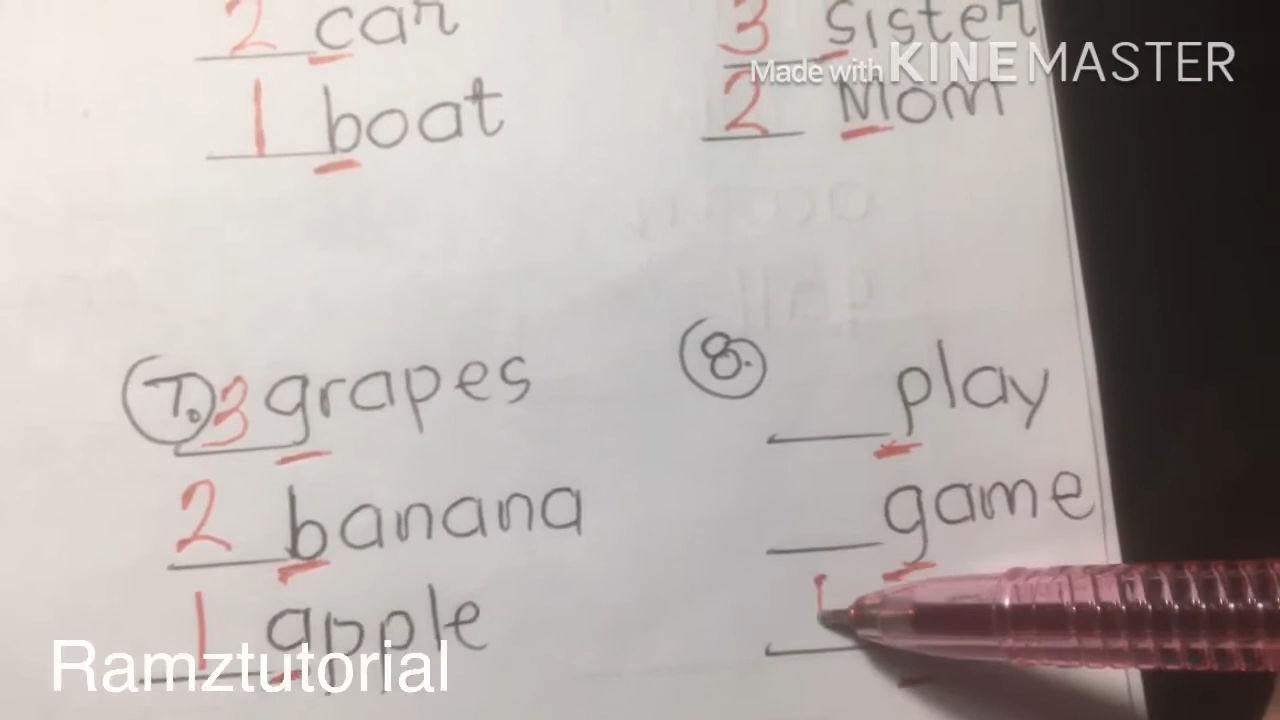 2 car
1 boat
3 sister
2 Mom
Made with KINEMASTER
7. 3 grapes
2 banana
1 apple
8. play
game
1
Ramztutorial